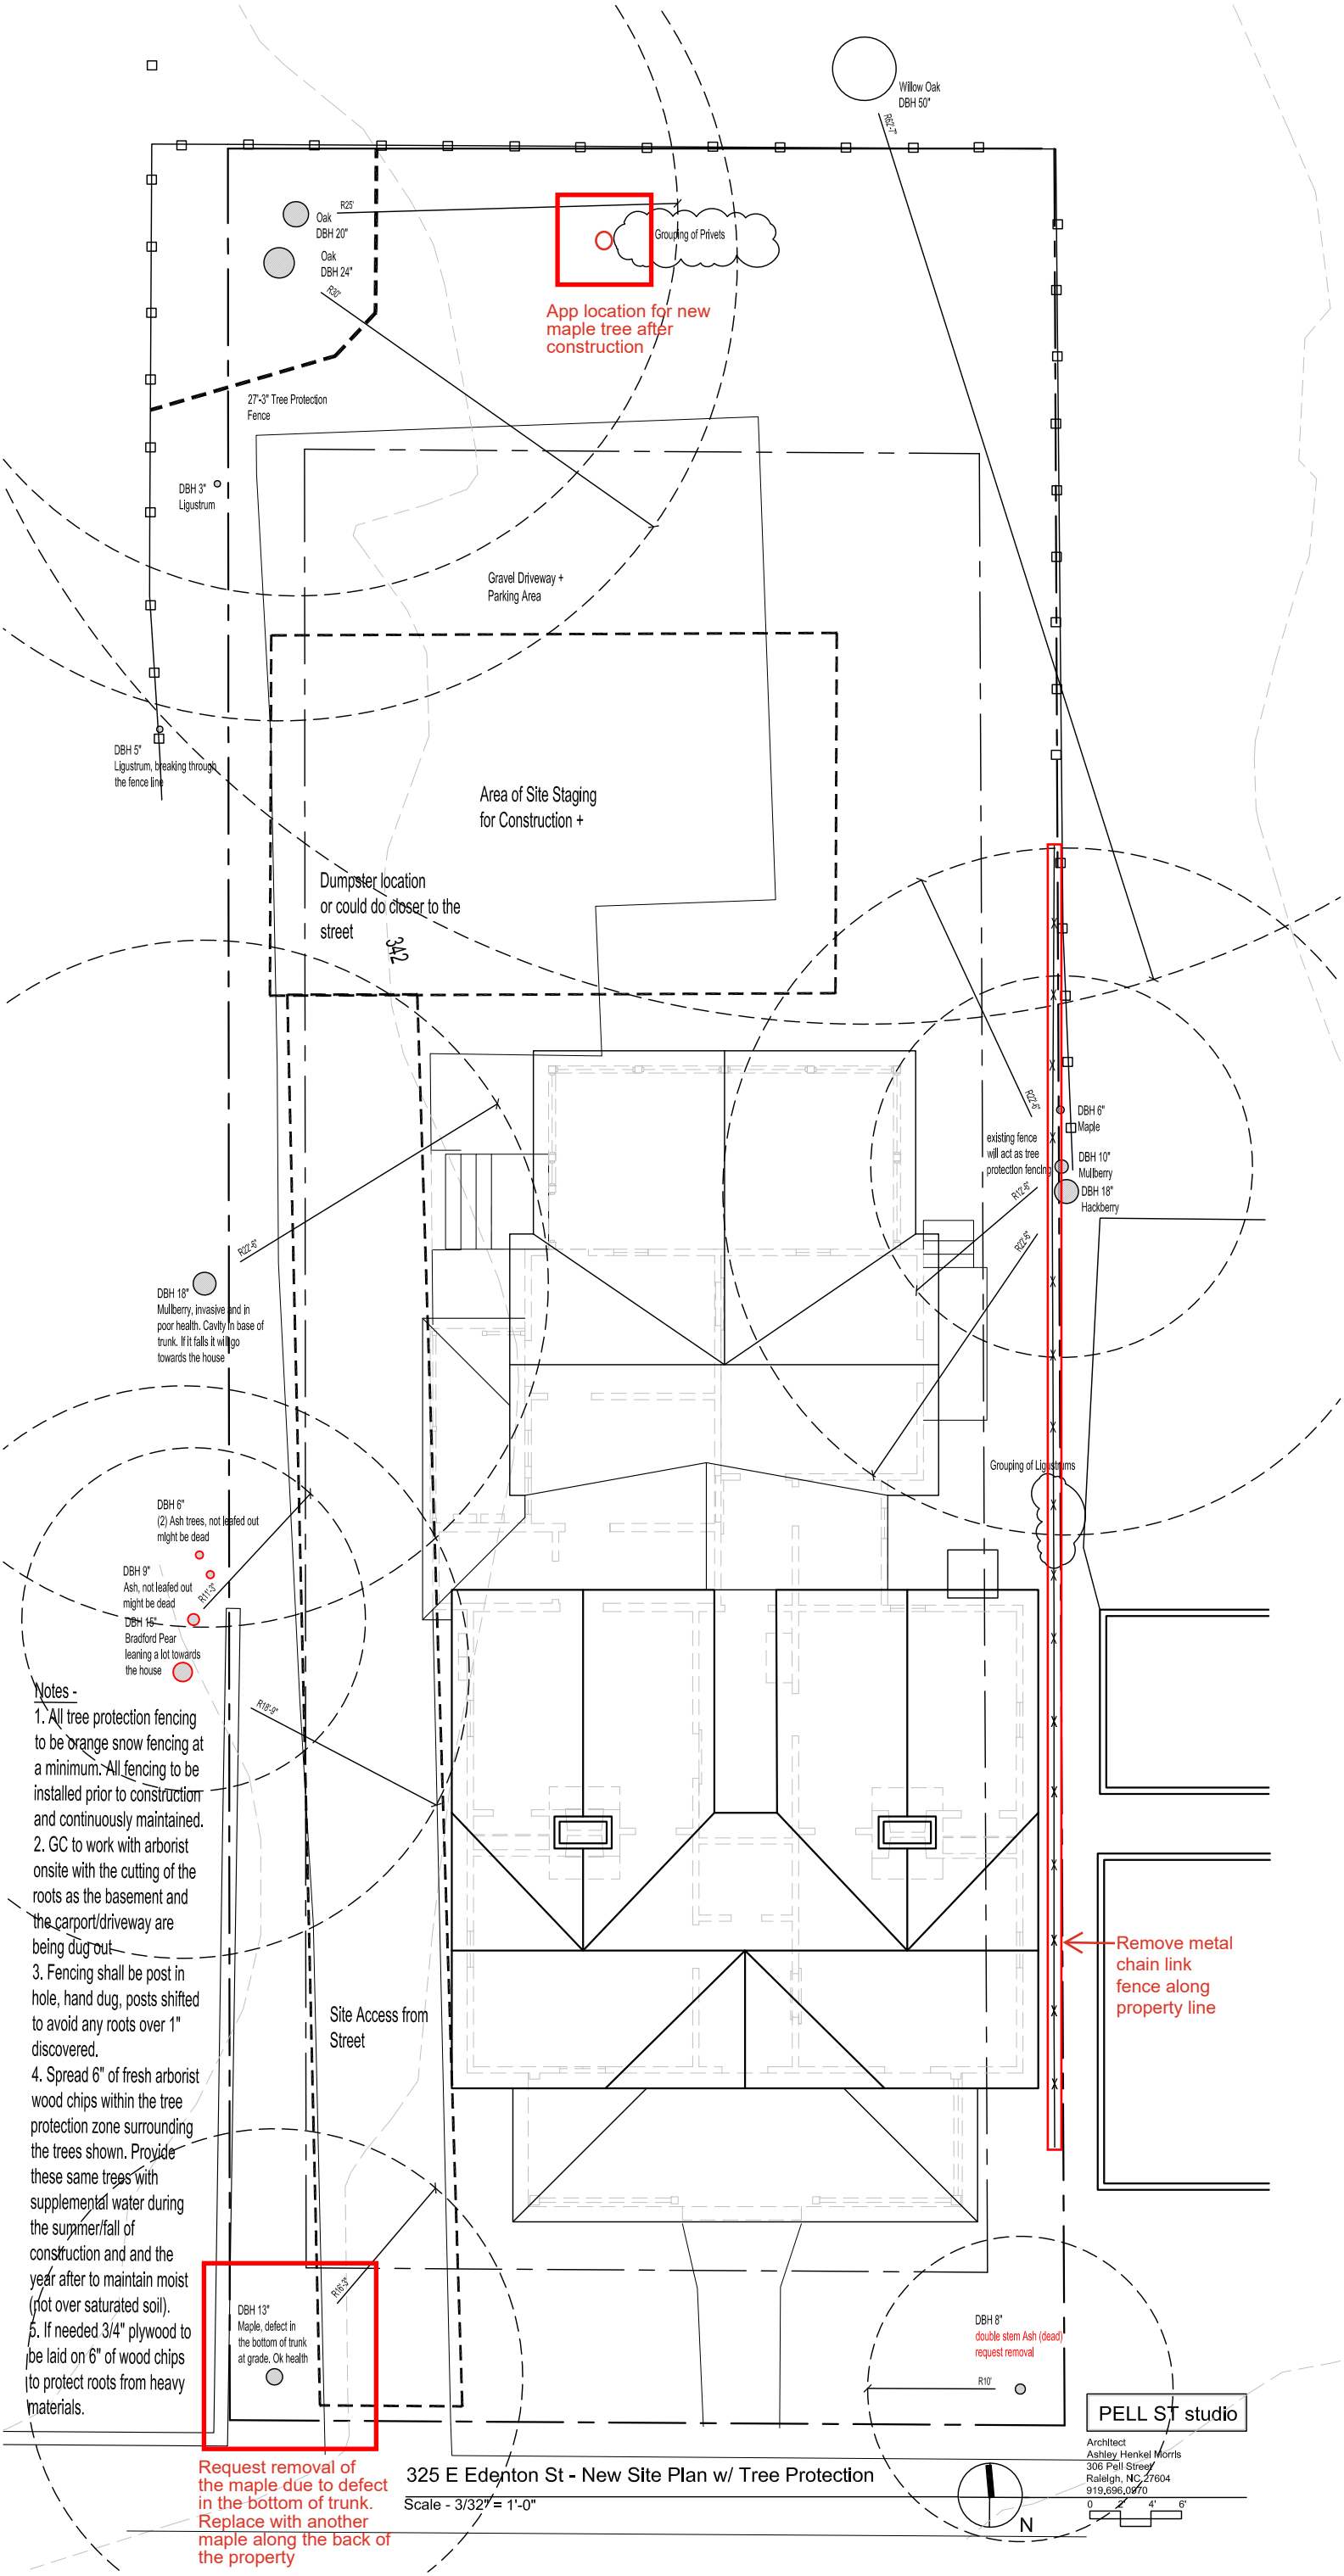 Willow Oak
DBH 50"
R62'-7"
R25'
Oak
DBH 20"
Oak
DBH 24"
R30'
Grouping of Privets
App location for new
maple tree after
construction
27'-3" Tree Protection
Fence
DBH 3"
Ligustrum
Gravel Driveway +
Parking Area
DBH 5"
Ligustrum, breaking through
the fence line
Area of Site Staging
for Construction +
Dumpster location
or could do closer to the
street
342
R22'-6"
DBH 6"
Maple
existing fence
will act as tree
protection fencing
DBH 10"
Mullberry
DBH 18"
Hackberry
R12'-6"
R22'-6"
R22'-6"
DBH 18"
Mullberry, invasive and in
poor health. Cavity in base of
trunk. If it falls it will go
towards the house
Grouping of Ligustrums
DBH 6"
(2) Ash trees, not leafed out
might be dead
DBH 9"
Ash, not leafed out
might be dead
R11'-3"
DBH 15"
Bradford Pear
leaning a lot towards
the house
R18'-9"
Notes -
1. All tree protection fencing
to be orange snow fencing at
a minimum. All fencing to be
installed prior to construction
and continuously maintained.
2. GC to work with arborist
onsite with the cutting of the
roots as the basement and
the carport/driveway are
being dug out
3. Fencing shall be post in
hole, hand dug, posts shifted
to avoid any roots over 1"
discovered.
4. Spread 6" of fresh arborist
wood chips within the tree
protection zone surrounding
the trees shown. Provide
these same trees with
supplemental water during
the summer/fall of
construction and and the
year after to maintain moist
(not over saturated soil).
5. If needed 3/4" plywood to
be laid on 6" of wood chips
to protect roots from heavy
materials.
Remove metal
chain link
fence along
property line
Site Access from
Street
R16'-3"
DBH 13"
Maple, defect in
the bottom of trunk
at grade. Ok health
DBH 8"
double stem Ash (dead)
request removal
R10'
Request removal of
the maple due to defect
in the bottom of trunk.
Replace with another
maple along the back of
the property
325 E Edenton St - New Site Plan w/ Tree Protection
Scale - 3/32" = 1'-0"
N
PELL ST studio
Architect
Ashley Henkel Morris
306 Pell Street
Raleigh, NC 27604
919.696.0970
0 2' 4' 6'